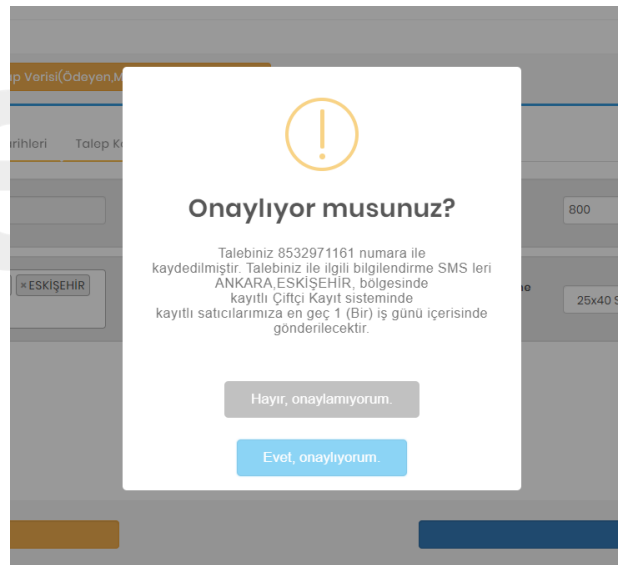 p Verisi(Ödeyen,M
arihleri Talep K
Onaylıyor musunuz?
800
Talebiniz 8532971161 numara ile
kaydedilmiştir. Talebiniz ile ilgili bilgilendirme SMS leri
×ESKİŞEHİR
ANKARA,ESKİŞEHİR, bölgesinde
ne
kayıtlı Çiftçi Kayıt sisteminde
25x40 S
kayıtlı satıcılarımıza en geç 1 (Bir) iş günü içerisinde
gönderilecektir.
Hayır, onaylamıyorum.
Evet, onaylıyorum.